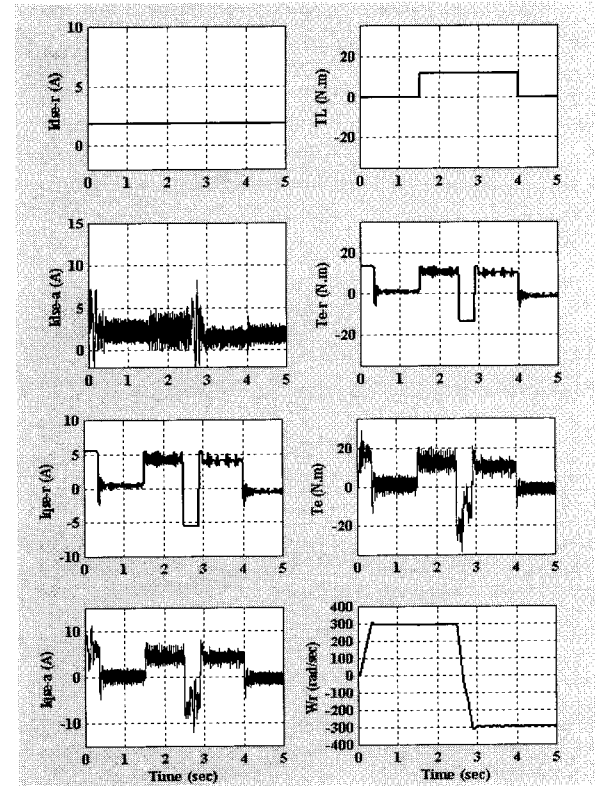 Idse-r (A)
10
5
0
0 1 2 3 4 5
TL (N.m)
20
0
-20
0 1 2 3 4 5
Idse-a (A)
15
10
5
0
0 1 2 3 4 5
Te-r (N.m)
20
0
-20
0 1 2 3 4 5
Iqse-r (A)
10
5
0
-5
-10
0 1 2 3 4 5
Te (N.m)
20
0
-20
0 1 2 3 4 5
Iqse-a (A)
10
0
-10
0 1 2 3 4 5
Time (sec)
Wr (rad/sec)
400
300
200
100
0
-100
-200
-300
-400
0 1 2 3 4 5
Time (sec)